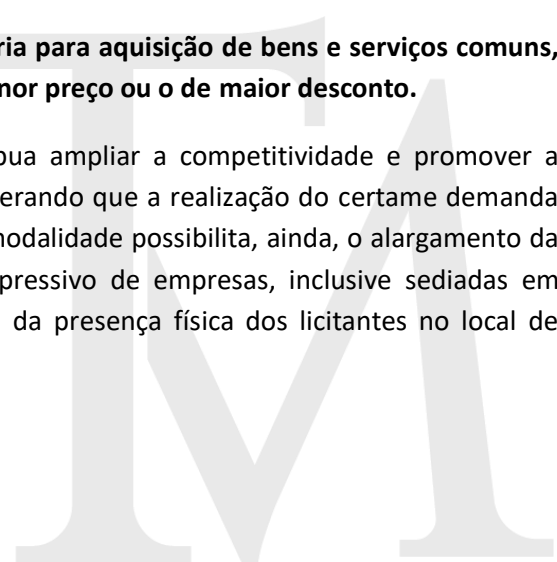 ria para aquisição de bens e serviços comuns,
nor preço ou o de maior desconto.
pua ampliar a competitividade e promover a
erando que a realização do certame demanda
nodalidade possibilita, ainda, o alargamento da
pressivo de empresas, inclusive sediadas em
da presença física dos licitantes no local de